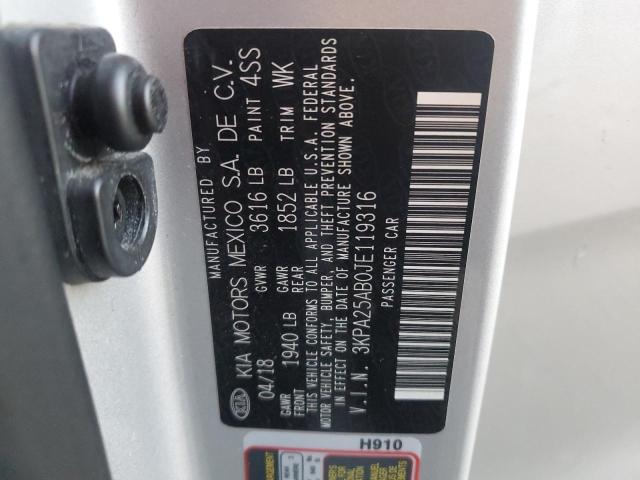 MANUFACTURED BY
KIA KIA MOTORS MEXICO S.A. DE C.V.
04/18 GVWR 3616 LB PAINT 4SS
GAWR FRONT 1940 LB GAWR REAR 1852 LB TRIM WK
THIS VEHICLE CONFORMS TO ALL APPLICABLE U.S.A. FEDERAL
MOTOR VEHICLE SAFETY, BUMPER, AND THEFT PREVENTION STANDARDS
IN EFFECT ON THE DATE OF MANUFACTURE SHOWN ABOVE.
V.I.N. 3KPA25AB0JE119316
PASSENGER CAR
H910